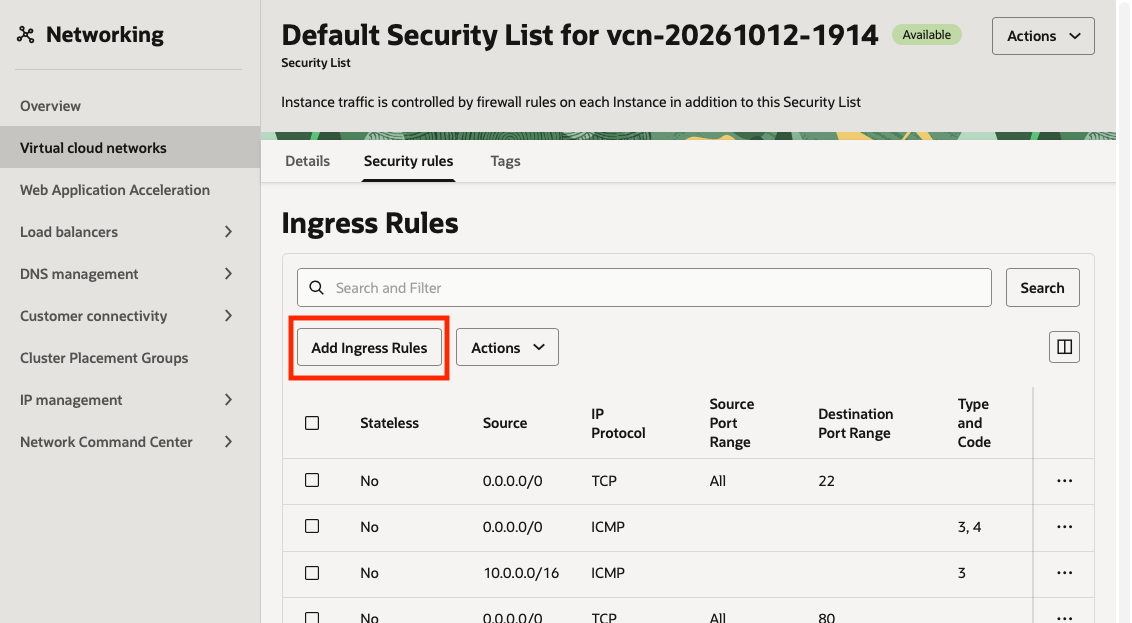 Networking
Overview
Virtual cloud networks
Web Application Acceleration
Load balancers
DNS management
Customer connectivity
Cluster Placement Groups
IP management
Network Command Center
Default Security List for vcn-20261012-1914
Available
Actions
Security List
Instance traffic is controlled by firewall rules on each Instance in addition to this Security List
Details
Security rules
Tags
Ingress Rules
Search and Filter
Search
Add Ingress Rules
Actions
Stateless
Source
IP
Protocol
Source
Port
Range
Destination
Port Range
Type
and
Code
No 0.0.0.0/0 TCP All 22
No 0.0.0.0/0 ICMP 3, 4
No 10.0.0.0/16 ICMP 3
No 0.0.0.0/0 TCP All 80